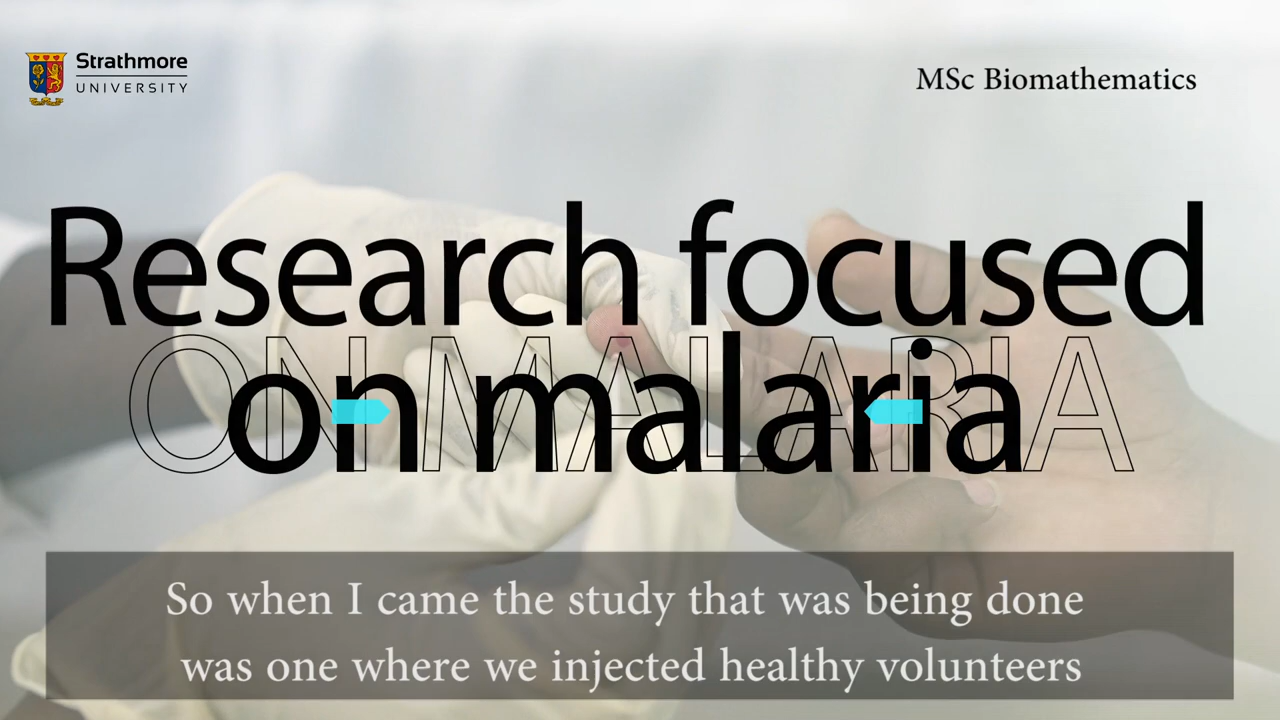 Strathmore
UNIVERSITY
MSc Biomathematics
Research focused
on malaria
ON MALARIA
So when I came the study that was being done
was one where we injected healthy volunteers